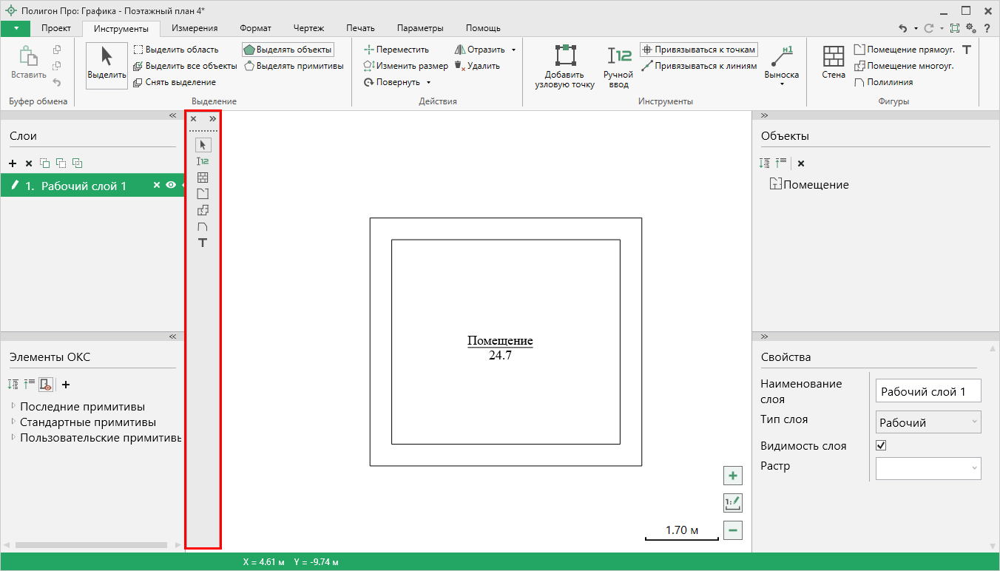 Полигон Про: Графика - Поэтажный план 4*
Проект Инструменты Измерения Формат Чертеж Печать Параметры Помощь
Вставить
Буфер обмена
Выделить
Выделить область
Выделить все объекты
Снять выделение
Выделять объекты
Выделять примитивы
Выделение
Переместить
Изменить размер
Повернуть
Отразить
Удалить
Действия
Добавить
узловую точку
Ручной
ввод
Привязываться к точкам
Привязываться к линиям
Выноска
Инструменты
Стена
Помещение прямоуг.
Помещение многоуг.
Полилиния
Фигуры
Слои
1. Рабочий слой 1
Элементы ОКС
Последние примитивы
Стандартные примитивы
Пользовательские примитивы
Помещение
24.7
1.70 м
Объекты
Помещение
Свойства
Наименование
слоя
Рабочий слой 1
Тип слоя
Рабочий
Видимость слоя
Растр
X = 4.61 м Y = -9.74 м